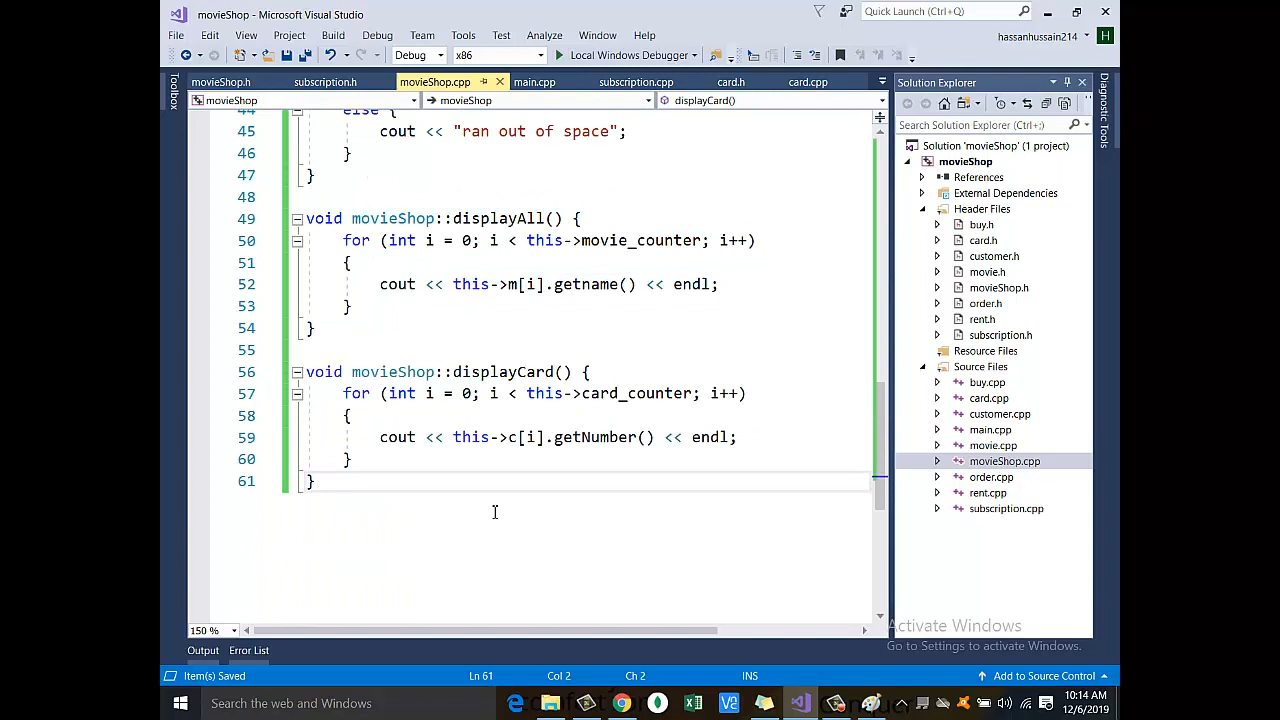 movieShop - Microsoft Visual Studio
Quick Launch (Ctrl+Q)
File Edit View Project Build Debug Team Tools Test Analyze Window Help
hassanhussain214 H
Debug x86 Local Windows Debugger
Toolbox
movieShop.h subscription.h movieShop.cpp main.cpp subscription.cpp card.h card.cpp
movieShop movieShop displayCard()
44 else {
45 cout << "ran out of space";
46 }
47 }
48
49 void movieShop::displayAll() {
50 for (int i = 0; i < this->movie_counter; i++)
51 {
52 cout << this->m[i].getname() << endl;
53 }
54 }
55
56 void movieShop::displayCard() {
57 for (int i = 0; i < this->card_counter; i++)
58 {
59 cout << this->c[i].getNumber() << endl;
60 }
61 }
150 %
Solution Explorer
Search Solution Explorer (Ctrl+;)
Solution 'movieShop' (1 project)
movieShop
References
External Dependencies
Header Files
buy.h
card.h
customer.h
movie.h
movieShop.h
order.h
rent.h
subscription.h
Resource Files
Source Files
buy.cpp
card.cpp
customer.cpp
main.cpp
movie.cpp
movieShop.cpp
order.cpp
rent.cpp
subscription.cpp
Diagnostic Tools
Activate Windows
Go to Settings to activate Windows.
Output Error List
Item(s) Saved Ln 61 Col 2 Ch 2 INS Add to Source Control
Search the web and Windows
10:14 AM
12/6/2019